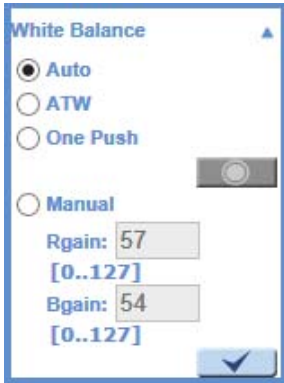 White Balance
Auto
ATW
One Push
Manual
Rgain: 57
[0..127]
Bgain: 54
[0..127]